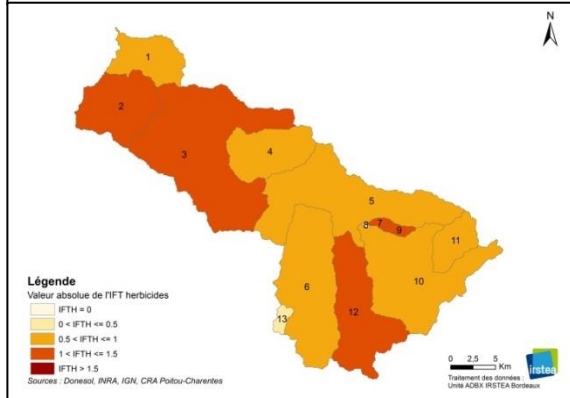 N
1
2
3
4
5
8
7
9
11
6
10
12
13
Légende
Valeur absolue de l'IFT herbicides
IFTH = 0
0 < IFTH <= 0.5
0.5 < IFTH <= 1
1 < IFTH <= 1.5
IFTH > 1.5
Sources : Donesol, INRA, IGN, CRA Poitou-Charentes
0 2,5 5
Km
Traitement des données :
Unité ADBX IRSTEA Bordeaux
irstea